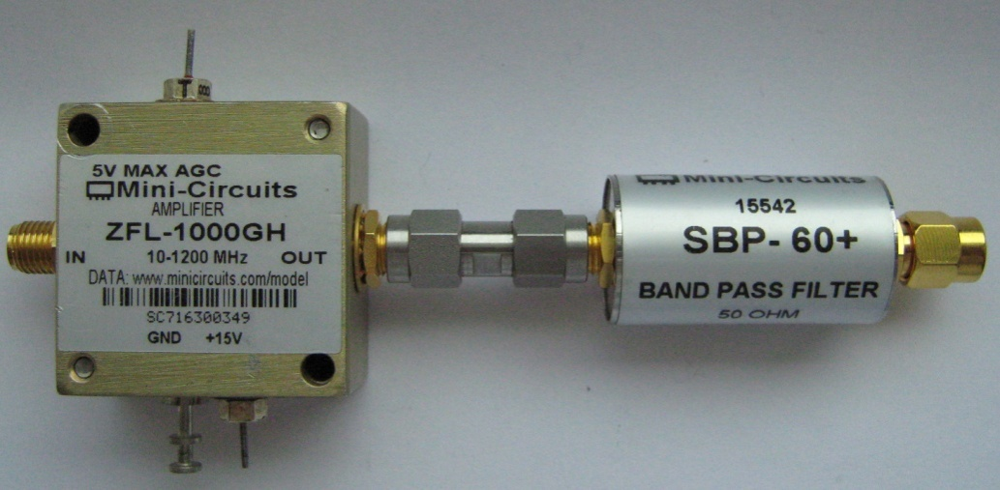 T
5V MAX AGC
Mini-Circuits
AMPLIFIER
ZFL-1000GH
IN 10-1200 MHz OUT
DATA: www.minicircuits.com/model
SC716300349
GND +15V
Mini-Circuits
15542
SBP- 60+
BAND PASS FILTER
50 OHM